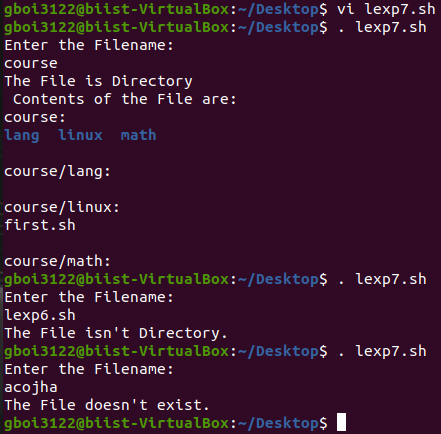 gboi3122@biist-VirtualBox:~/Desktop$ vi lexp7.sh
gboi3122@biist-VirtualBox:~/Desktop$ . lexp7.sh
Enter the Filename:
course
The File is Directory
 Contents of the File are:
course:
lang  linux  math

course/lang:

course/linux:
first.sh

course/math:
gboi3122@biist-VirtualBox:~/Desktop$ . lexp7.sh
Enter the Filename:
lexp6.sh
The File isn't Directory.
gboi3122@biist-VirtualBox:~/Desktop$ . lexp7.sh
Enter the Filename:
acojha
The File doesn't exist.
gboi3122@biist-VirtualBox:~/Desktop$